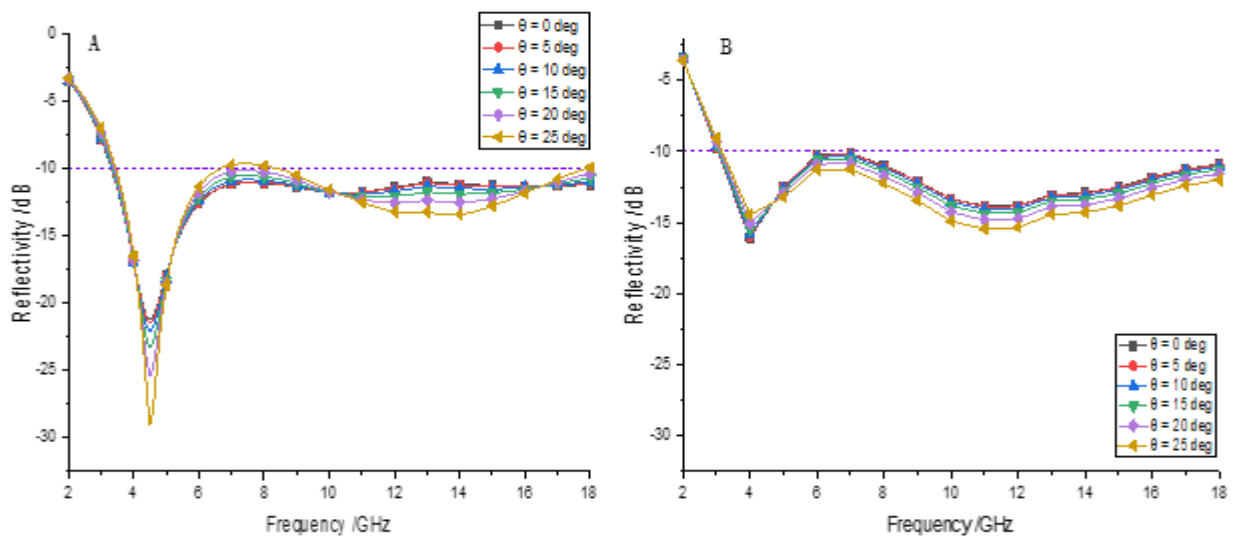 A
0
-5
-10
-15
-20
-25
-30
Reflectivity /dB
2 4 6 8 10 12 14 16 18
Frequency /GHz
θ = 0 deg
θ = 5 deg
θ = 10 deg
θ = 15 deg
θ = 20 deg
θ = 25 deg
B
-5
-10
-15
-20
-25
-30
Reflectivity /dB
2 4 6 8 10 12 14 16 18
Frequency /GHz
θ = 0 deg
θ = 5 deg
θ = 10 deg
θ = 15 deg
θ = 20 deg
θ = 25 deg